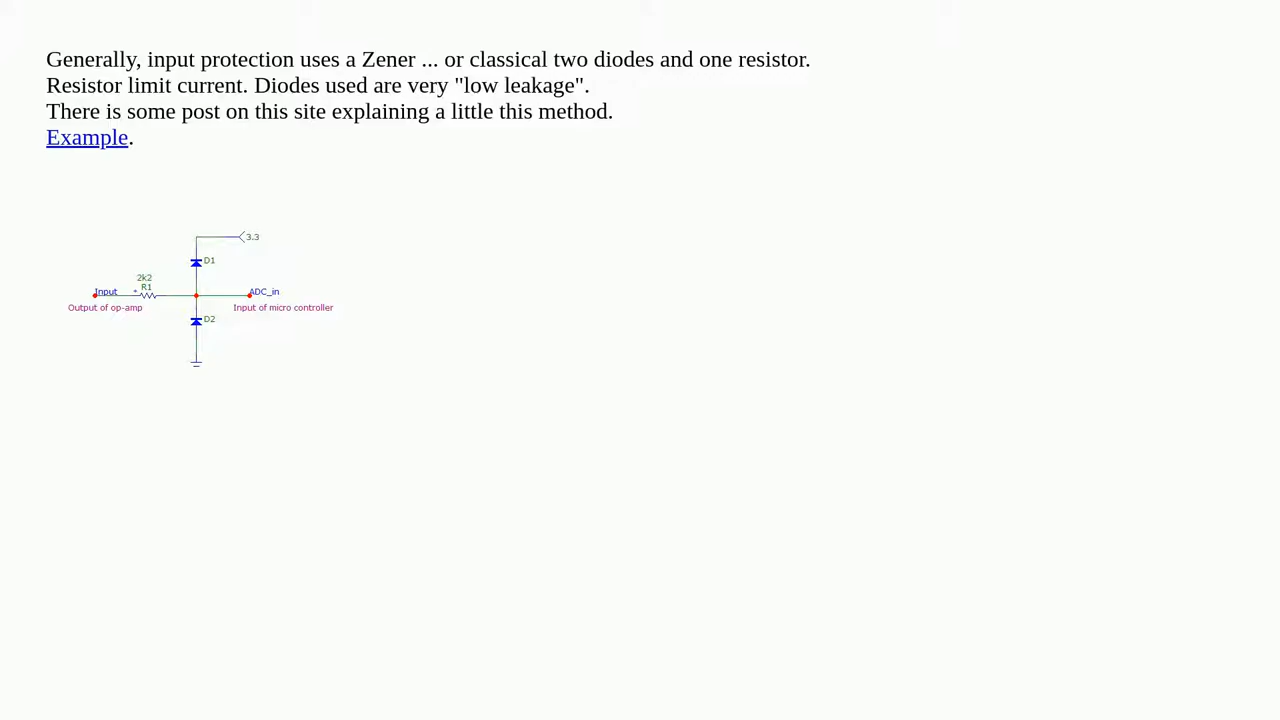 Generally, input protection uses a Zener ... or classical two diodes and one resistor.
Resistor limit current. Diodes used are very "low leakage".
There is some post on this site explaining a little this method.
Example.
3.3
D1
2k2
R1
Input
+
ADC_in
Output of op-amp
Input of micro controller
D2